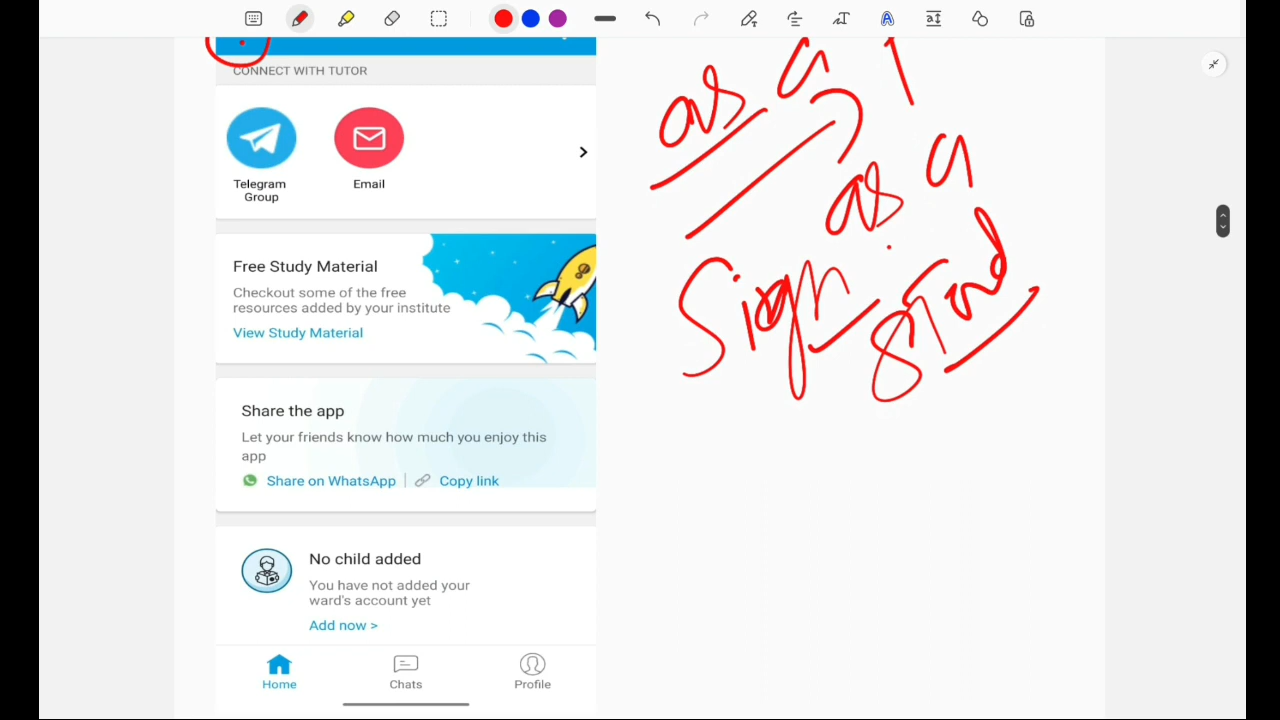 CONNECT WITH TUTOR
Telegram
Group
Email
Free Study Material
Checkout some of the free
resources added by your institute
View Study Material
Share the app
Let your friends know how much you enjoy this
app
Share on WhatsApp
Copy link
No child added
You have not added your
ward's account yet
Add now >
Home
Chats
Profile
as a
as a
Sign